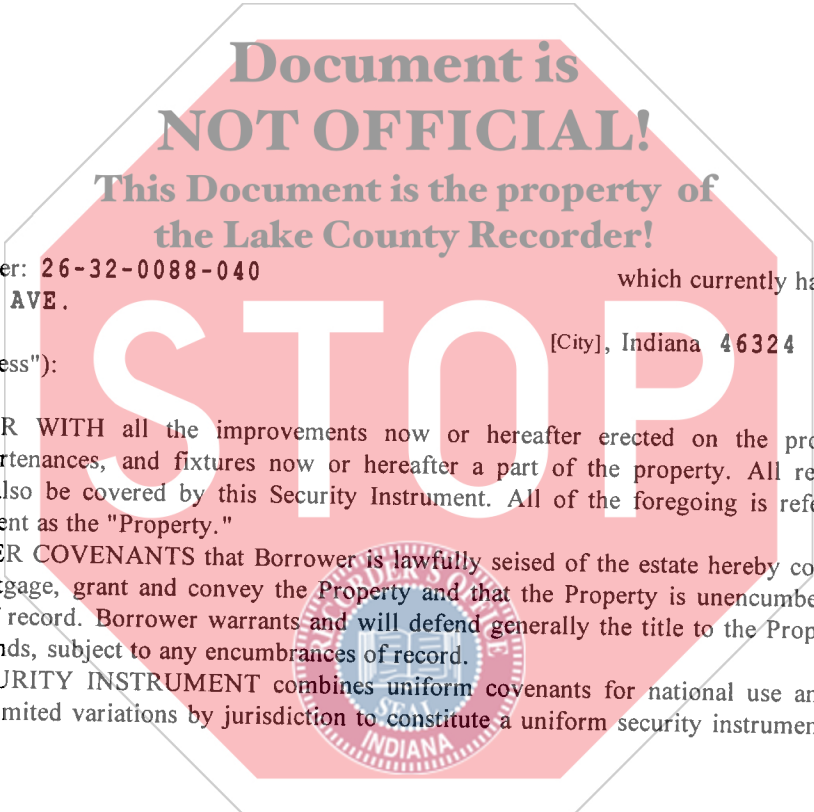 Document is
NOT OFFICIAL!
This Document is the property of
the Lake County Recorder!
er: 26-32-0088-040 which currently ha
AVE.
[City], Indiana 46324
ess"):
STOP
R WITH all the improvements now or hereafter erected on the pro
rtenances, and fixtures now or hereafter a part of the property. All re
lso be covered by this Security Instrument. All of the foregoing is refe
ent as the "Property."
ER COVENANTS that Borrower is lawfully seised of the estate hereby co
tgage, grant and convey the Property and that the Property is unencumbe
f record. Borrower warrants and will defend generally the title to the Prop
nds, subject to any encumbrances of record.
URITY INSTRUMENT combines uniform covenants for national use an
mited variations by jurisdiction to constitute a uniform security instrumen
RECORDER'S OFFICE
SEAL
INDIANA